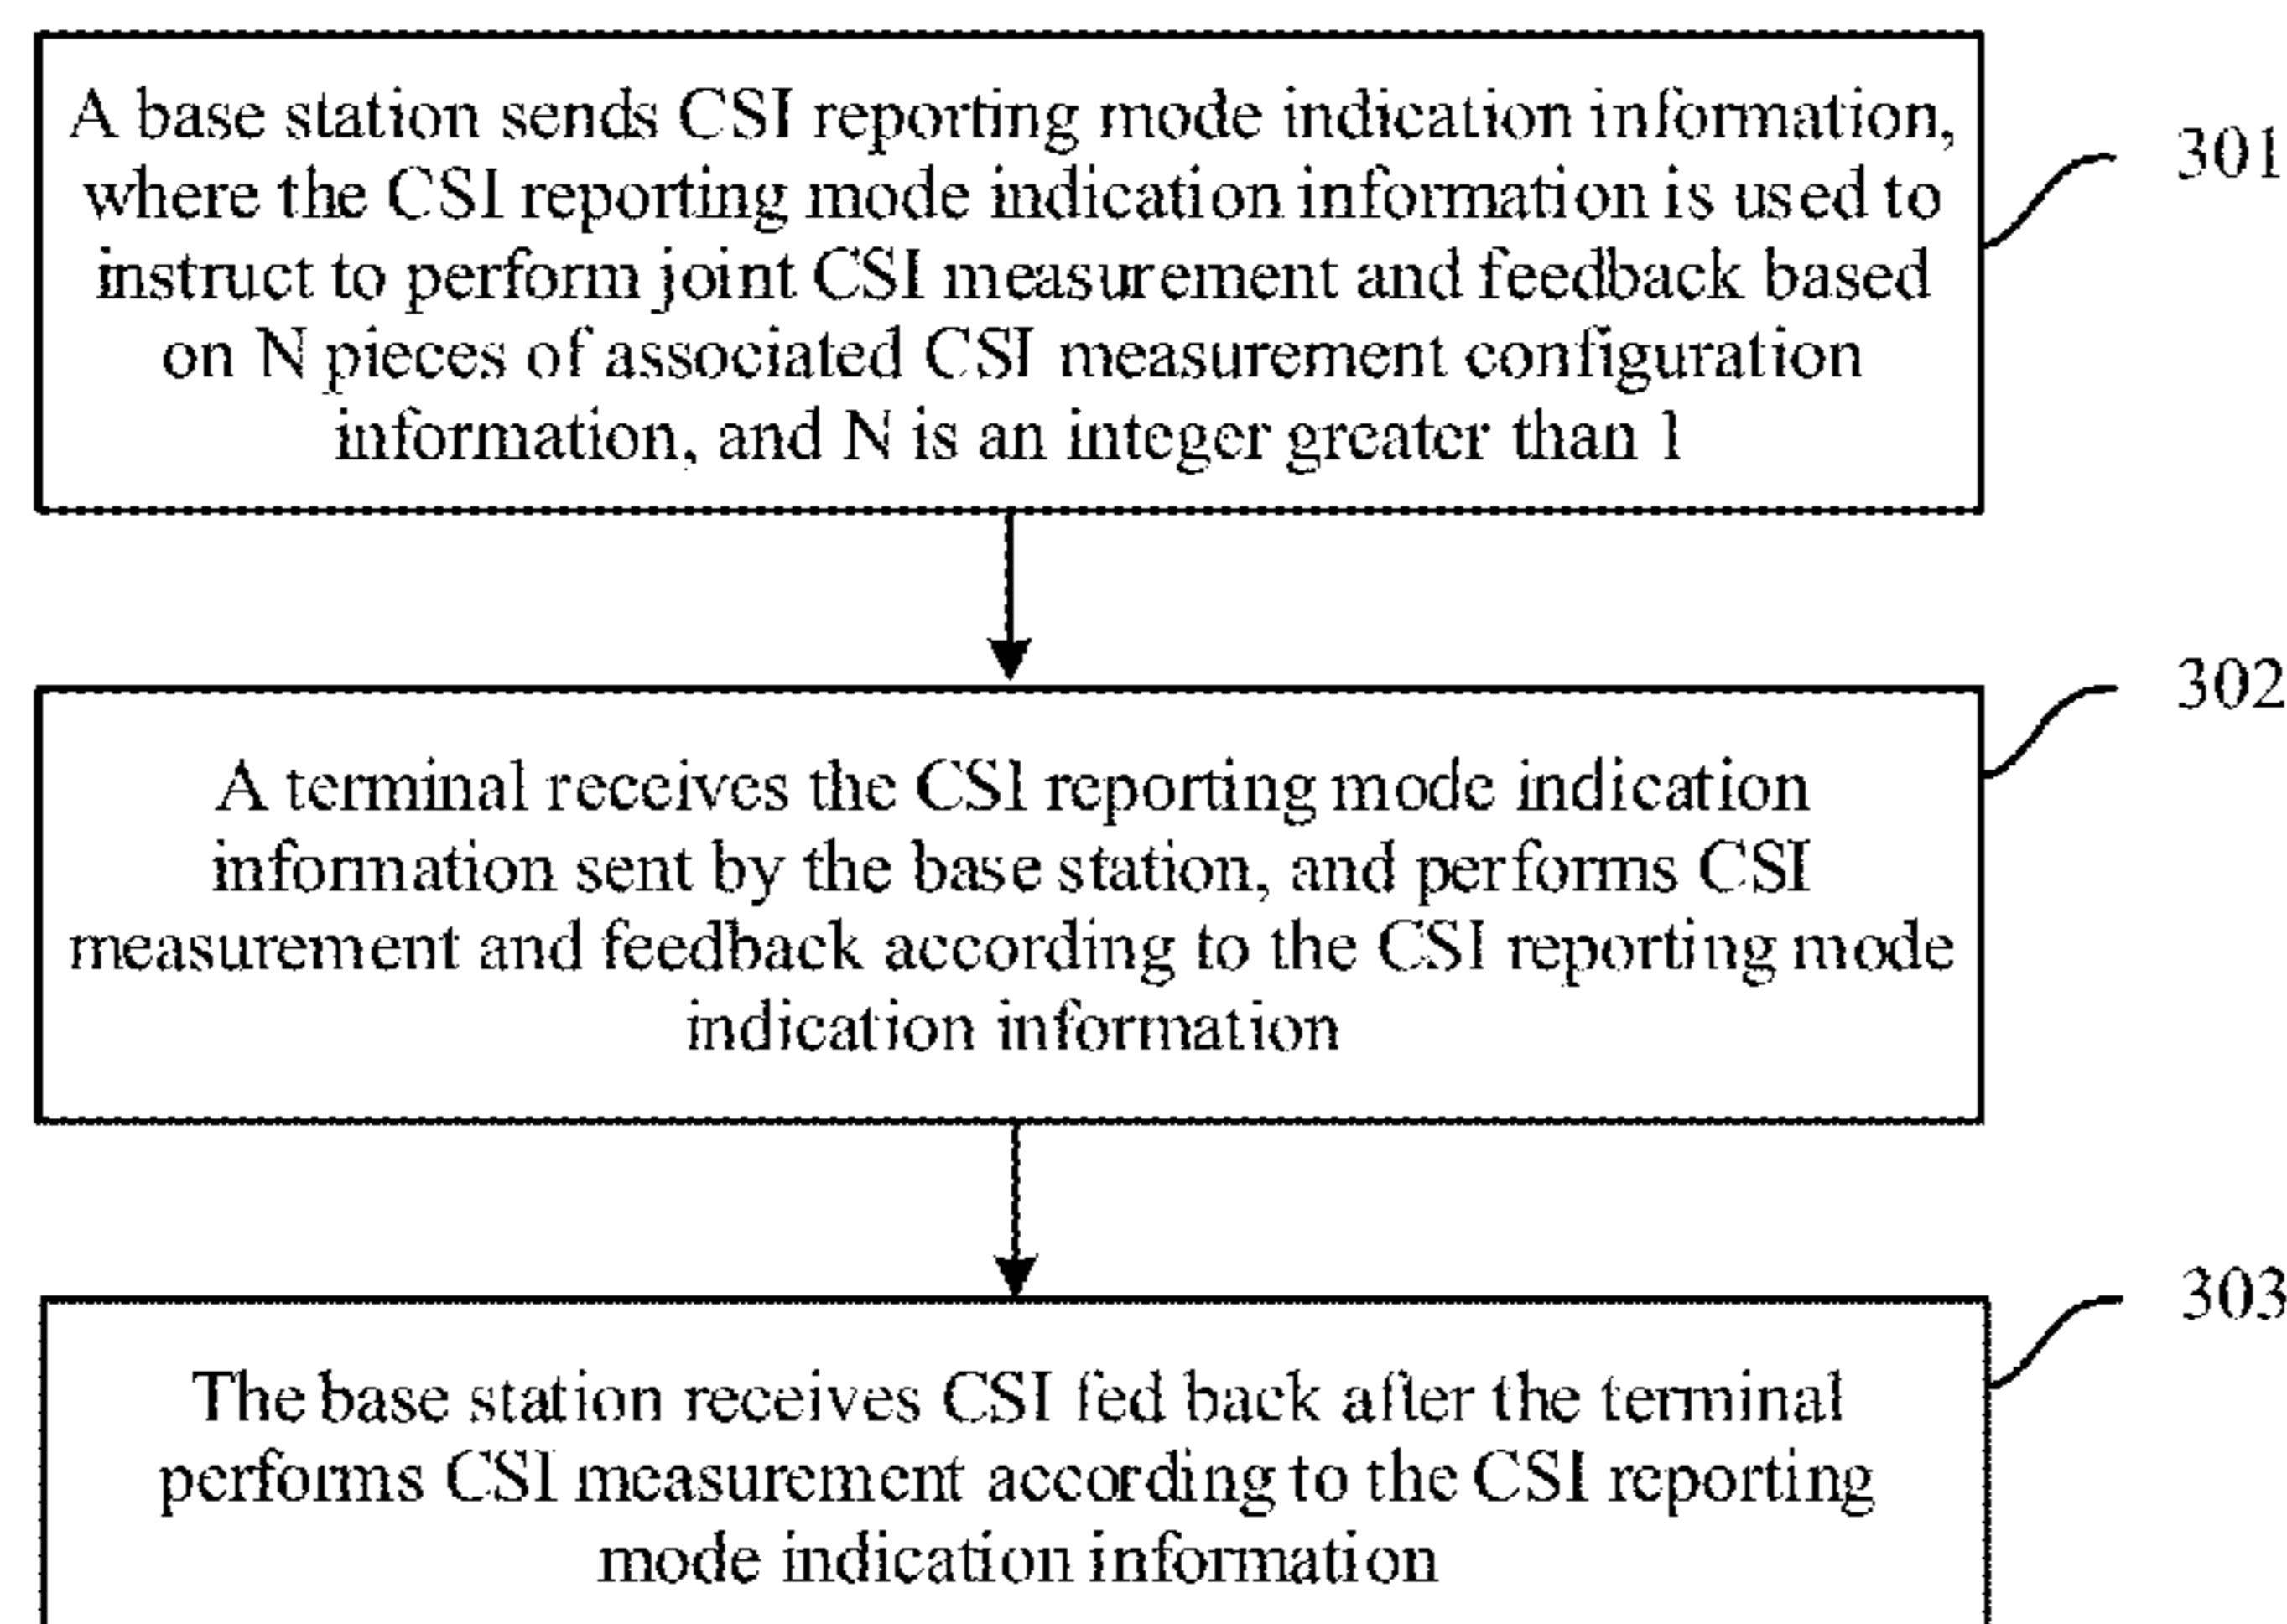 A base station sends CSI reporting mode indication information,
where the CSI reporting mode indication information is used to
instruct to perform joint CSI measurement and feedback based
on N pieces of associated CSI measurement configuration
information, and N is an integer greater than 1
301
A terminal receives the CSI reporting mode indication
information sent by the base station, and performs CSI
measurement and feedback according to the CSI reporting mode
indication information
302
The base station receives CSI fed back after the terminal
performs CSI measurement according to the CSI reporting
mode indication information
303